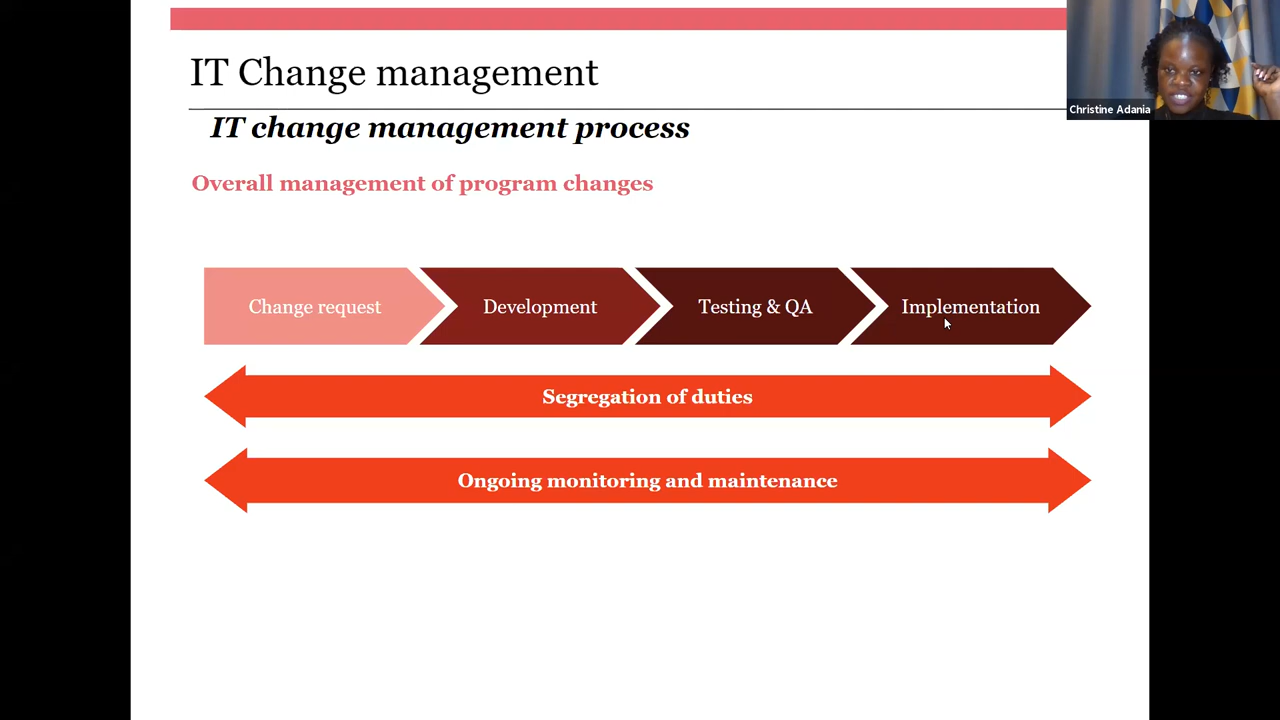 IT Change management
Christine Adania
IT change management process
Overall management of program changes
Change request
Development
Testing & QA
Implementation
Segregation of duties
Ongoing monitoring and maintenance